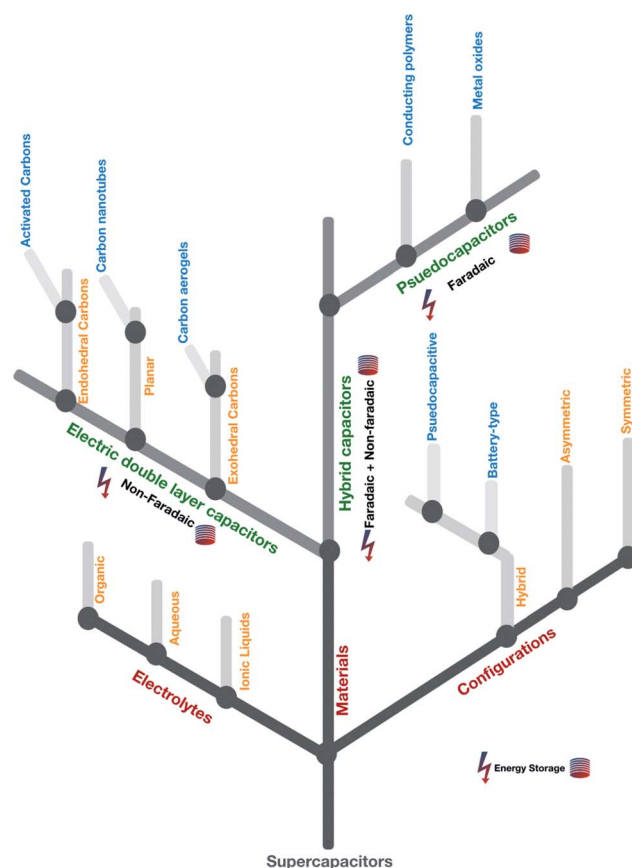 Conducting polymers
Metal oxides
Activated Carbons
Carbon nanotubes
Carbon aerogels
Endohedral Carbons
Planar
Exohedral Carbons
Electric double layer capacitors
Non-Faradaic
Psuedocapacitors
Faradaic
Hybrid capacitors
Faradaic + Non-faradaic
Psuedocapacitive
Battery-type
Asymmetric
Symmetric
Hybrid
Configurations
Organic
Aqueous
Ionic Liquids
Electrolytes
Materials
Energy Storage
Supercapacitors